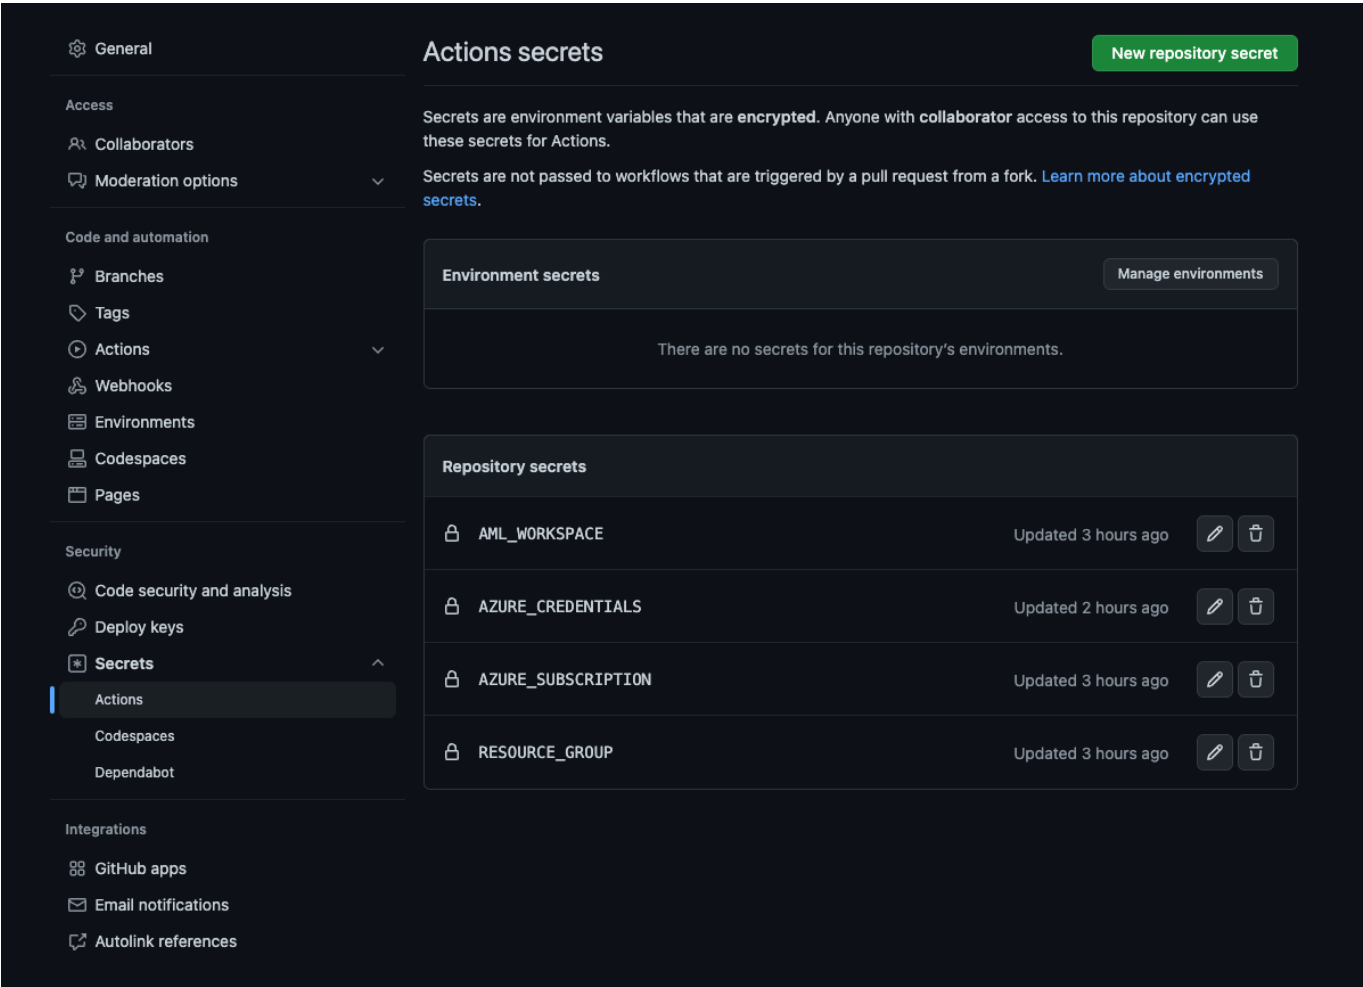 General
Access
Collaborators
Moderation options
Code and automation
Branches
Tags
Actions
Webhooks
Environments
Codespaces
Pages
Security
Code security and analysis
Deploy keys
Secrets
Actions
Codespaces
Dependabot
Integrations
GitHub apps
Email notifications
Autolink references
Actions secrets
New repository secret
Secrets are environment variables that are encrypted. Anyone with collaborator access to this repository can use
these secrets for Actions.
Secrets are not passed to workflows that are triggered by a pull request from a fork. Learn more about encrypted
secrets.
Environment secrets
Manage environments
There are no secrets for this repository's environments.
Repository secrets
AML_WORKSPACE Updated 3 hours ago
AZURE_CREDENTIALS Updated 2 hours ago
AZURE_SUBSCRIPTION Updated 3 hours ago
RESOURCE_GROUP Updated 3 hours ago